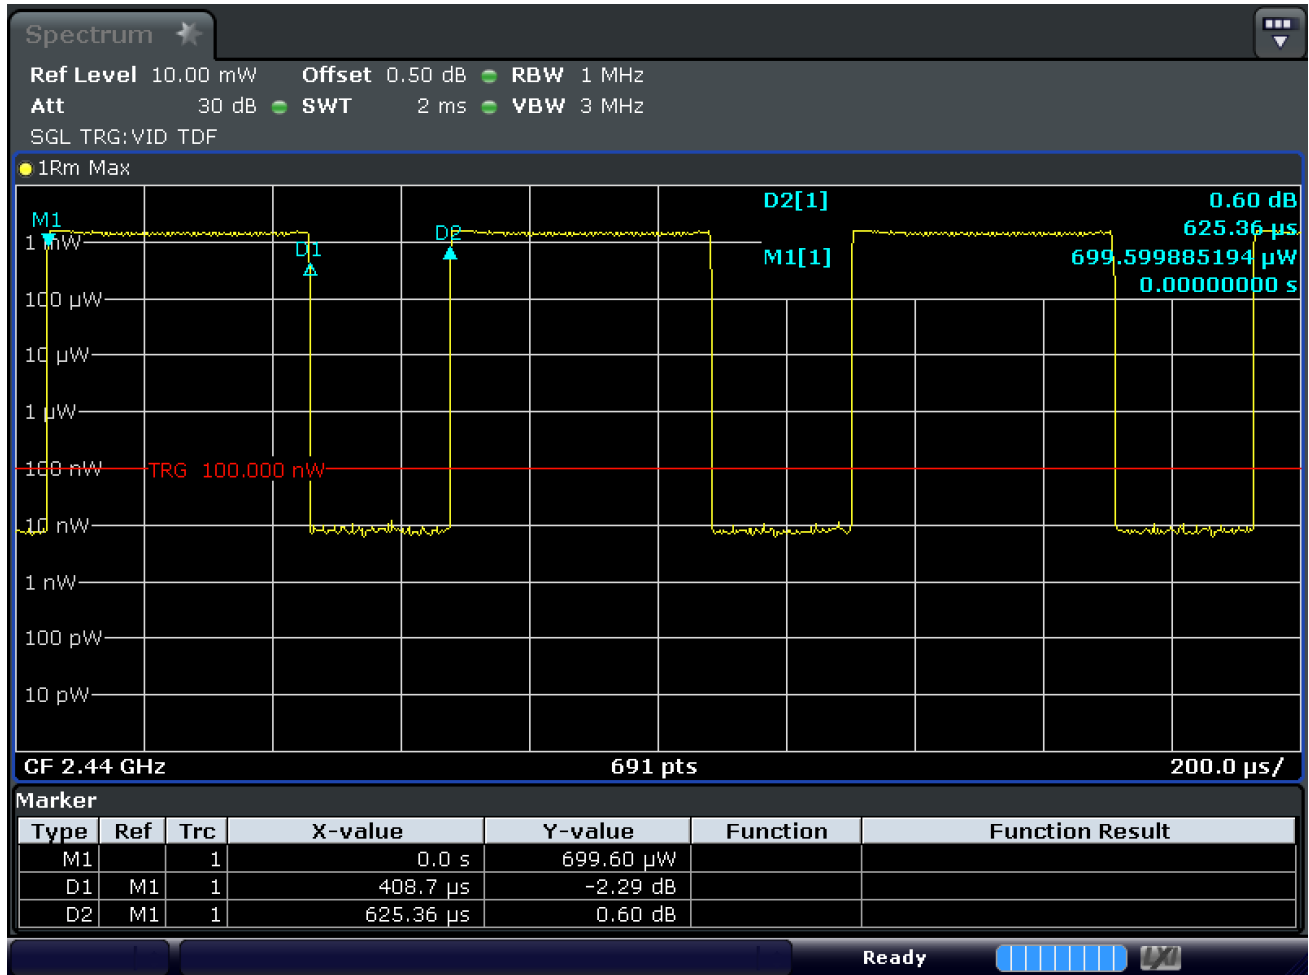 Spectrum
Ref Level 10.00 mW Offset 0.50 dB RBW 1 MHz
Att 30 dB SWT 2 ms VBW 3 MHz
SGL TRG:VID TDF
1Rm Max
D2[1] 0.60 dB
625.36 µs
M1[1] 699.599885194 µW
0.00000000 s
M1
D1
D2
1 mW
100 µW
10 µW
1 µW
100 nW
TRG 100.000 nW
10 nW
1 nW
100 pW
10 pW
CF 2.44 GHz 691 pts 200.0 µs/
Marker
Type Ref Trc X-value Y-value Function Function Result
M1 1 0.0 s 699.60 µW
D1 M1 1 408.7 µs -2.29 dB
D2 M1 1 625.36 µs 0.60 dB
Ready LXI